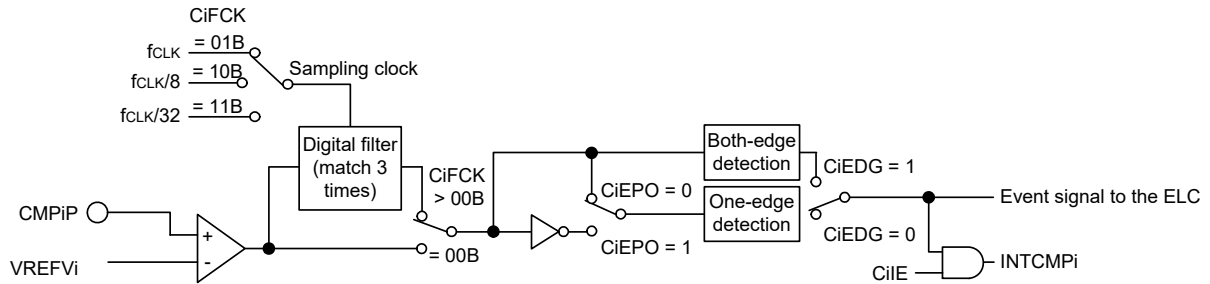 CiFCK
fCLK = 01B
fCLK/8 = 10B
fCLK/32 = 11B
Sampling clock
Digital filter
(match 3
times)
CiFCK
> 00B
= 00B
CMPiP
VREFVi
+
-
CiEPO = 0
CiEPO = 1
Both-edge
detection
One-edge
detection
CiEDG = 1
CiEDG = 0
Event signal to the ELC
CiIE
INTCMPi